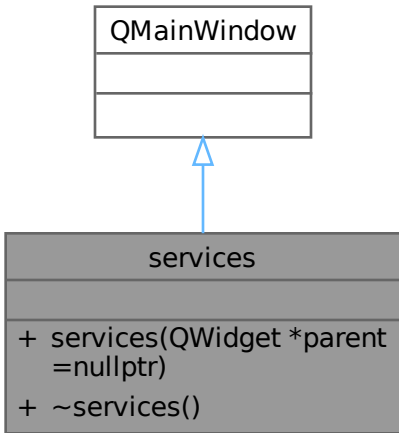 QMainWindow
services
+ services(QWidget *parent
=nullptr)
+ ~services()